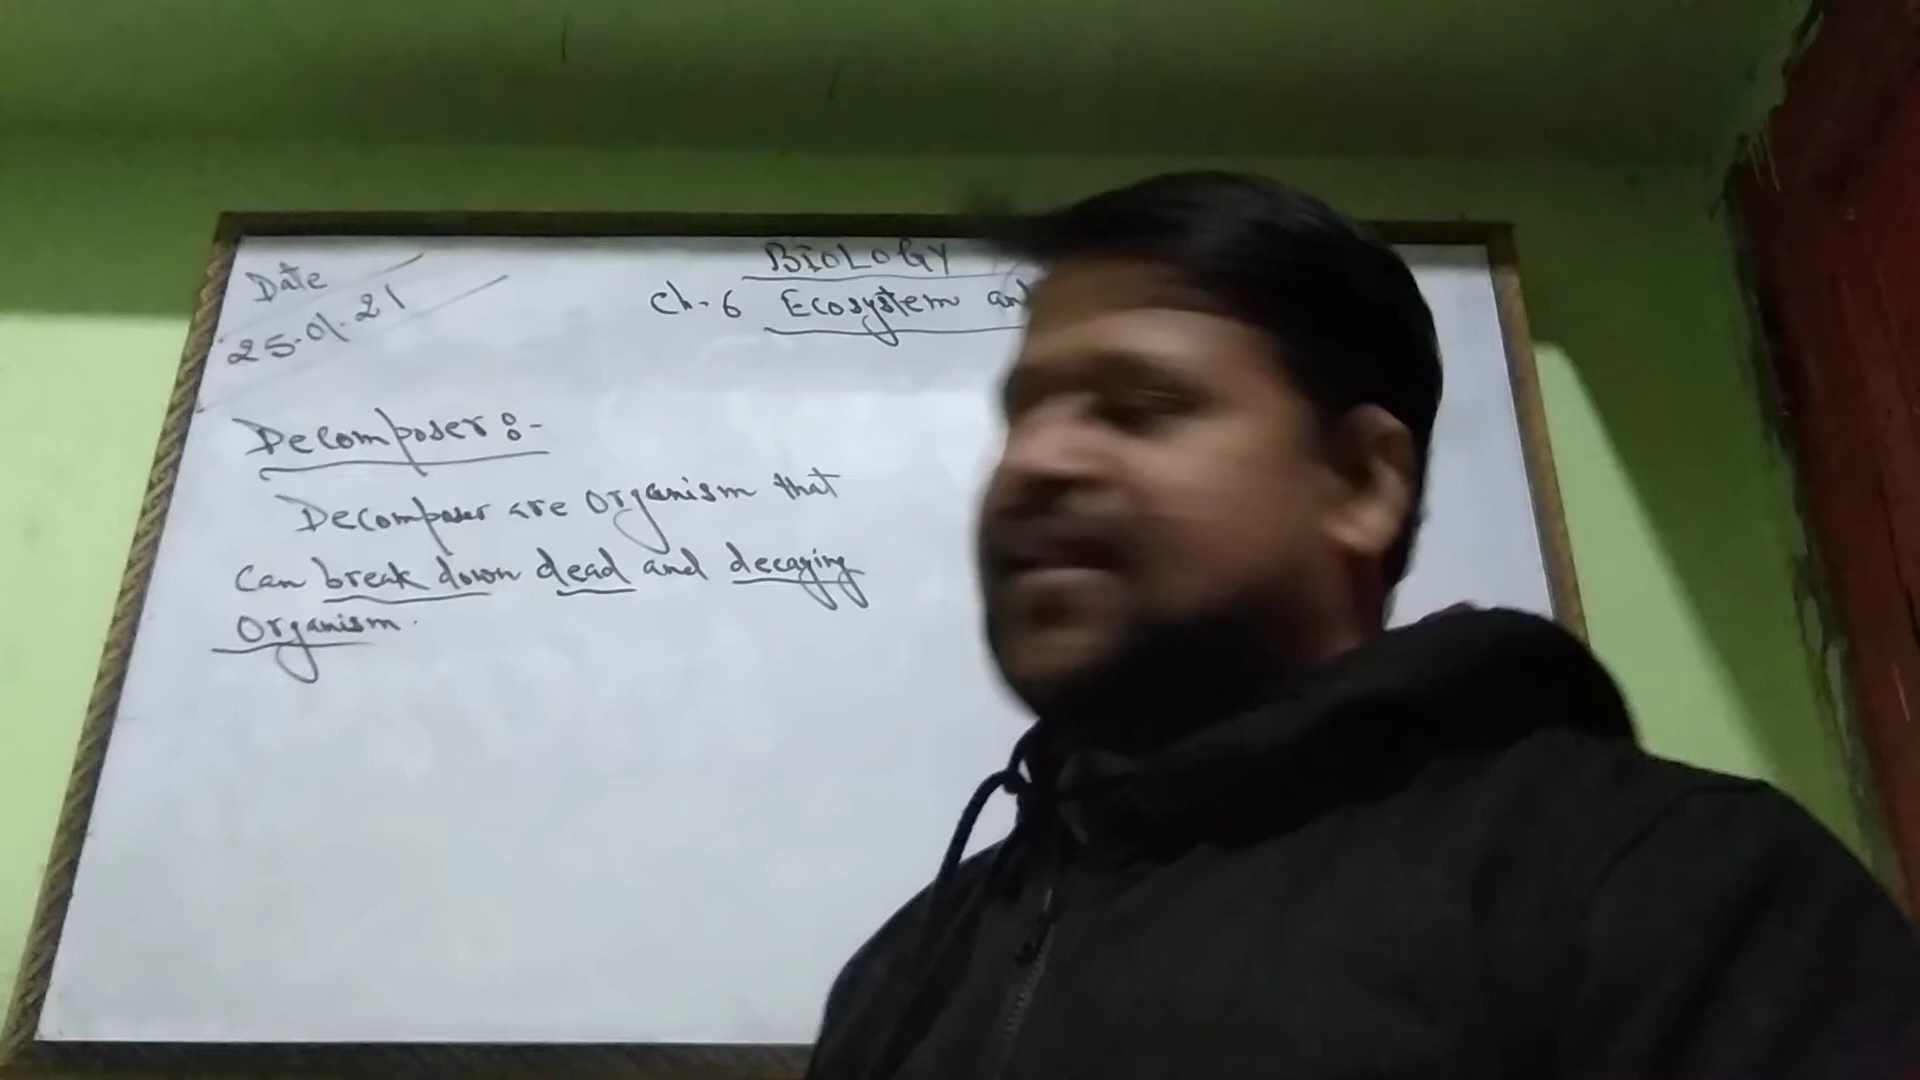 Date
25.01.21
BIOLOGY
Ch. 6 Ecosystem an
Decomposer :-
Decomposer are organism that
Can break down dead and decaying
Organism.